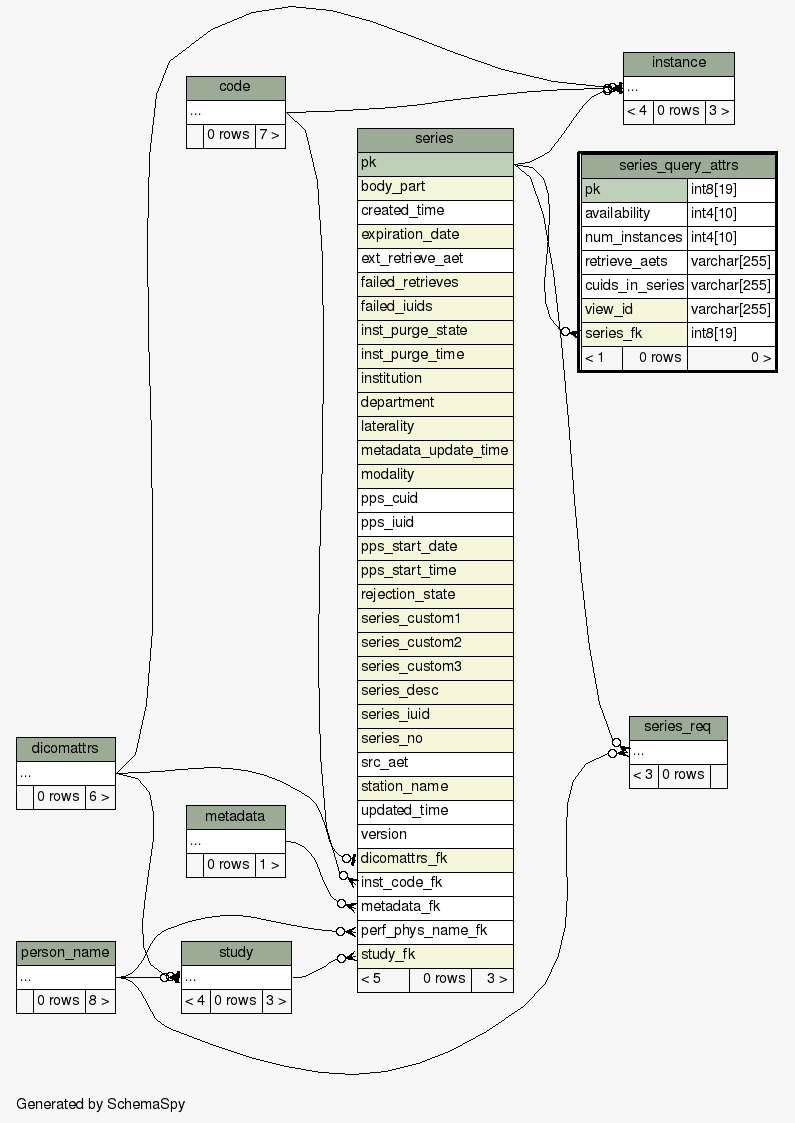 instance
...
< 4 0 rows 3 >
code
...
0 rows 7 >
series
pk
body_part
created_time
expiration_date
ext_retrieve_aet
failed_retrieves
failed_iuids
inst_purge_state
inst_purge_time
institution
department
laterality
metadata_update_time
modality
pps_cuid
pps_iuid
pps_start_date
pps_start_time
rejection_state
series_custom1
series_custom2
series_custom3
series_desc
series_iuid
series_no
src_aet
station_name
updated_time
version
dicomattrs_fk
inst_code_fk
metadata_fk
perf_phys_name_fk
study_fk
< 5 0 rows 3 >
series_query_attrs
pk int8[19]
availability int4[10]
num_instances int4[10]
retrieve_aets varchar[255]
cuids_in_series varchar[255]
view_id varchar[255]
series_fk int8[19]
< 1 0 rows 0 >
series_req
...
< 3 0 rows
dicomattrs
...
0 rows 6 >
metadata
...
0 rows 1 >
person_name
...
0 rows 8 >
study
...
< 4 0 rows 3 >
Generated by SchemaSpy